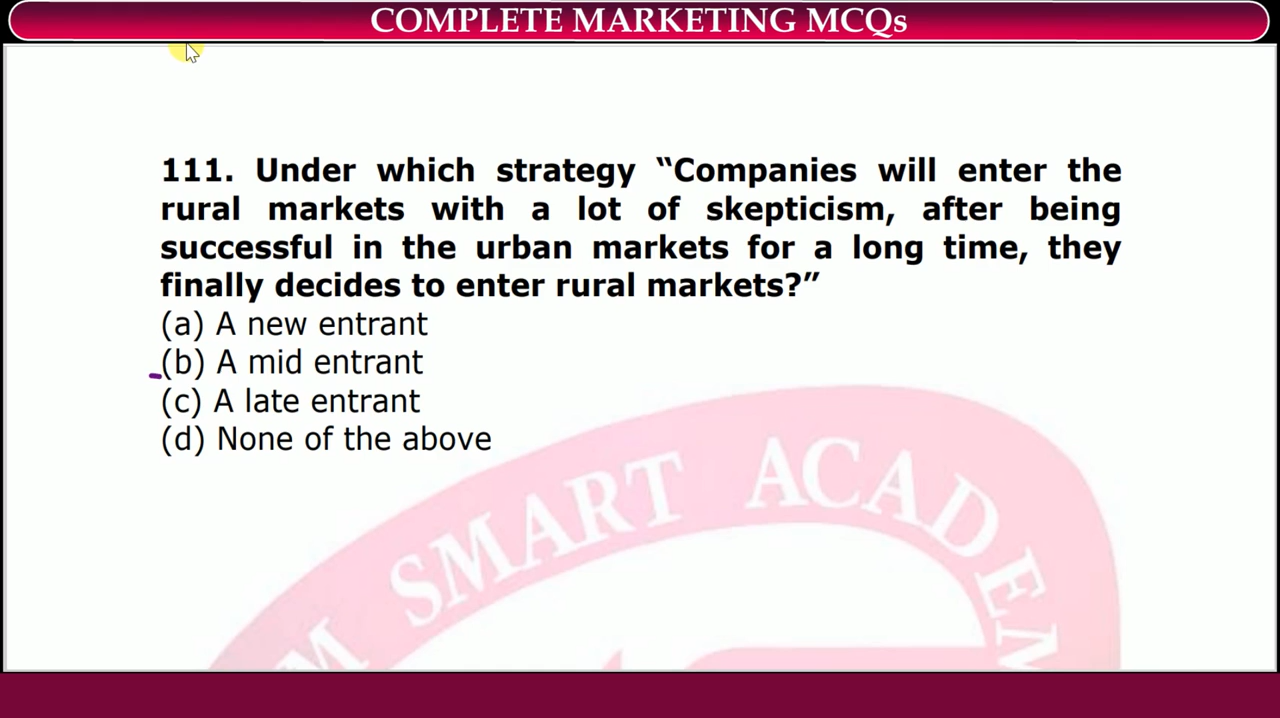 COMPLETE MARKETING MCQs
111. Under which strategy “Companies will enter the
rural markets with a lot of skepticism, after being
successful in the urban markets for a long time, they
finally decides to enter rural markets?”
(a) A new entrant
(b) A mid entrant
(c) A late entrant
(d) None of the above
SMART ACADEM